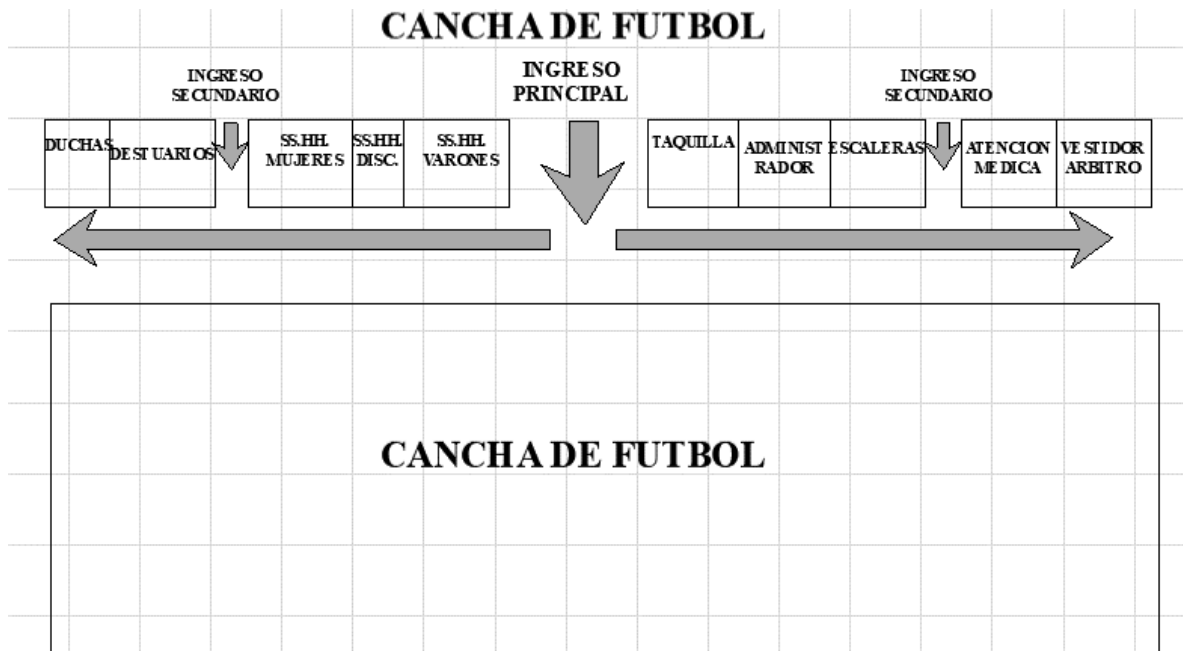 CANCHA DE FUTBOL
INGRESO
SECUNDARIO
INGRESO
PRINCIPAL
INGRESO
SECUNDARIO
DUCHAS
DESTUARIOS
SS.HH.
MUJERES
SS.HH.
DISC.
SS.HH.
VARONES
TAQUILLA
ADMINIST
RADOR
ESCALERAS
ATENCION
MEDICA
VESTIDOR
ARBITRO
CANCHA DE FUTBOL